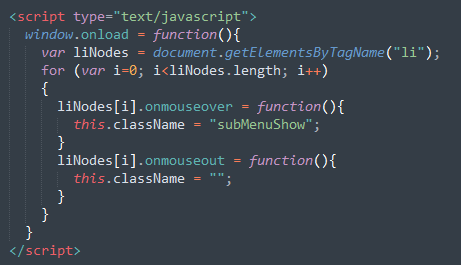 <script type="text/javascript">
  window.onload = function(){
    var liNodes = document.getElementsByTagName("li");
    for (var i=0; i<liNodes.length; i++)
    {
      liNodes[i].onmouseover = function(){
        this.className = "subMenuShow";
      }
      liNodes[i].onmouseout = function(){
        this.className = "";
      }
    }
  }
</script>